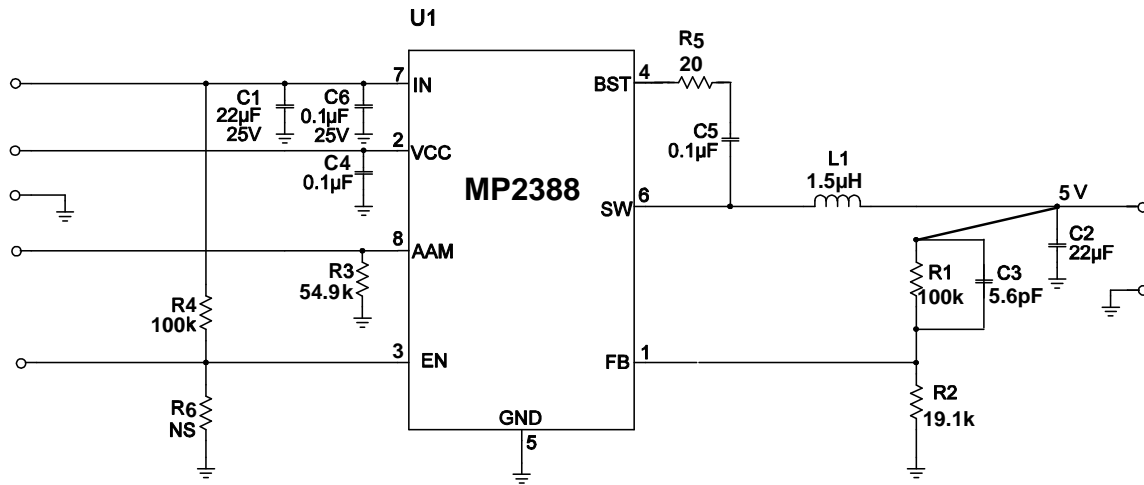 U1
7
IN
C1
22µF
25V
C6
0.1µF
25V
2
VCC
C4
0.1µF
8
AAM
R3
54.9k
R4
100k
3
EN
R6
NS
MP2388
GND
5
BST
4
R5
20
C5
0.1µF
SW
6
L1
1.5µH
5V
C2
22µF
R1
100k
C3
5.6pF
FB
1
R2
19.1k